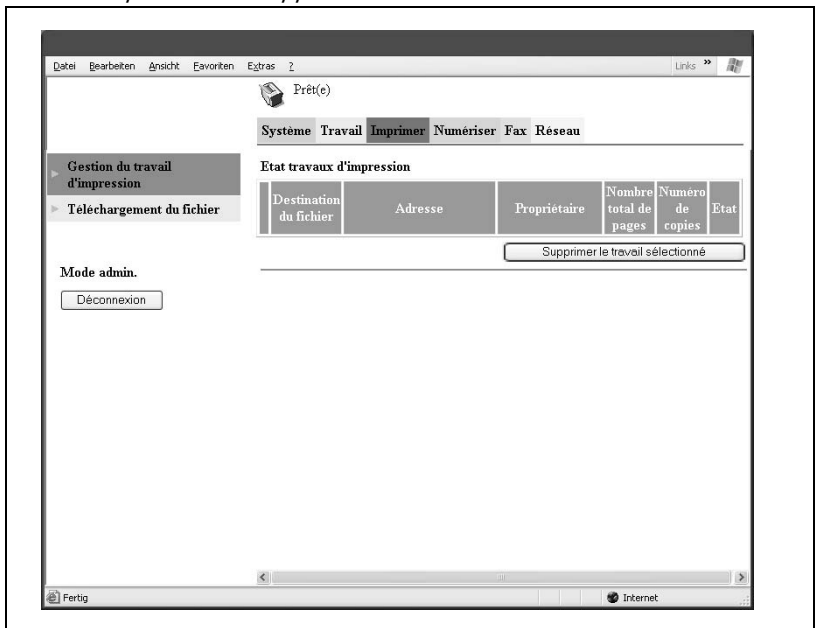 Datei Bearbeiten Ansicht Favoriten Extras ? Links »
Prêt(e)
Système Travail Imprimer Numériser Fax Réseau
Gestion du travail
d'impression
Téléchargement du fichier
Mode admin.
Déconnexion
Etat travaux d'impression
Destination
du fichier
Adresse
Propriétaire
Nombre
total de
pages
Numéro
de
copies
Etat
Supprimer le travail sélectionné
Fertig
Internet